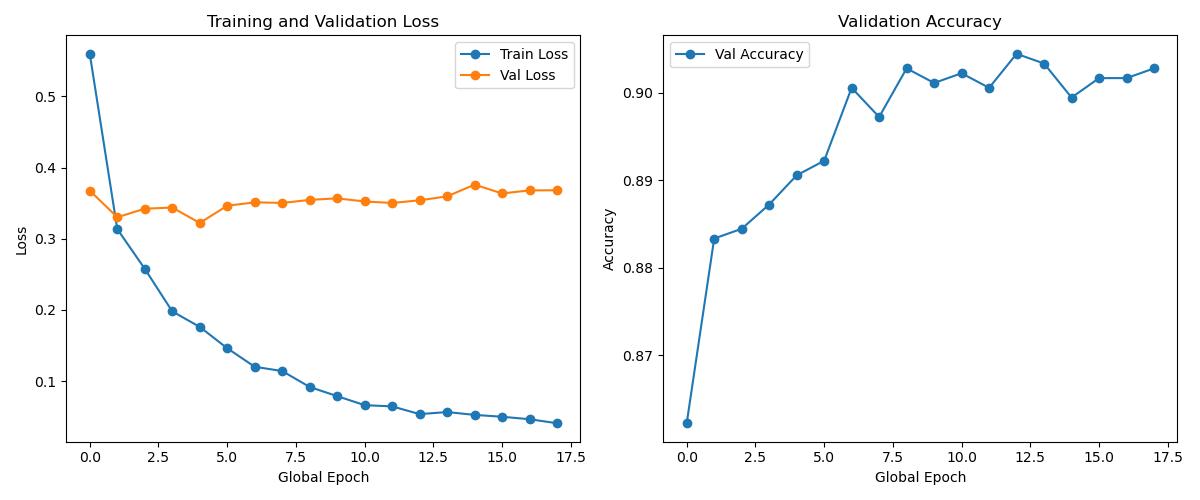 Training and Validation Loss
Train Loss
Val Loss
0.5
0.4
0.3
0.2
0.1
Loss
0.0 2.5 5.0 7.5 10.0 12.5 15.0 17.5
Global Epoch
Validation Accuracy
Val Accuracy
0.90
0.89
0.88
0.87
Accuracy
0.0 2.5 5.0 7.5 10.0 12.5 15.0 17.5
Global Epoch